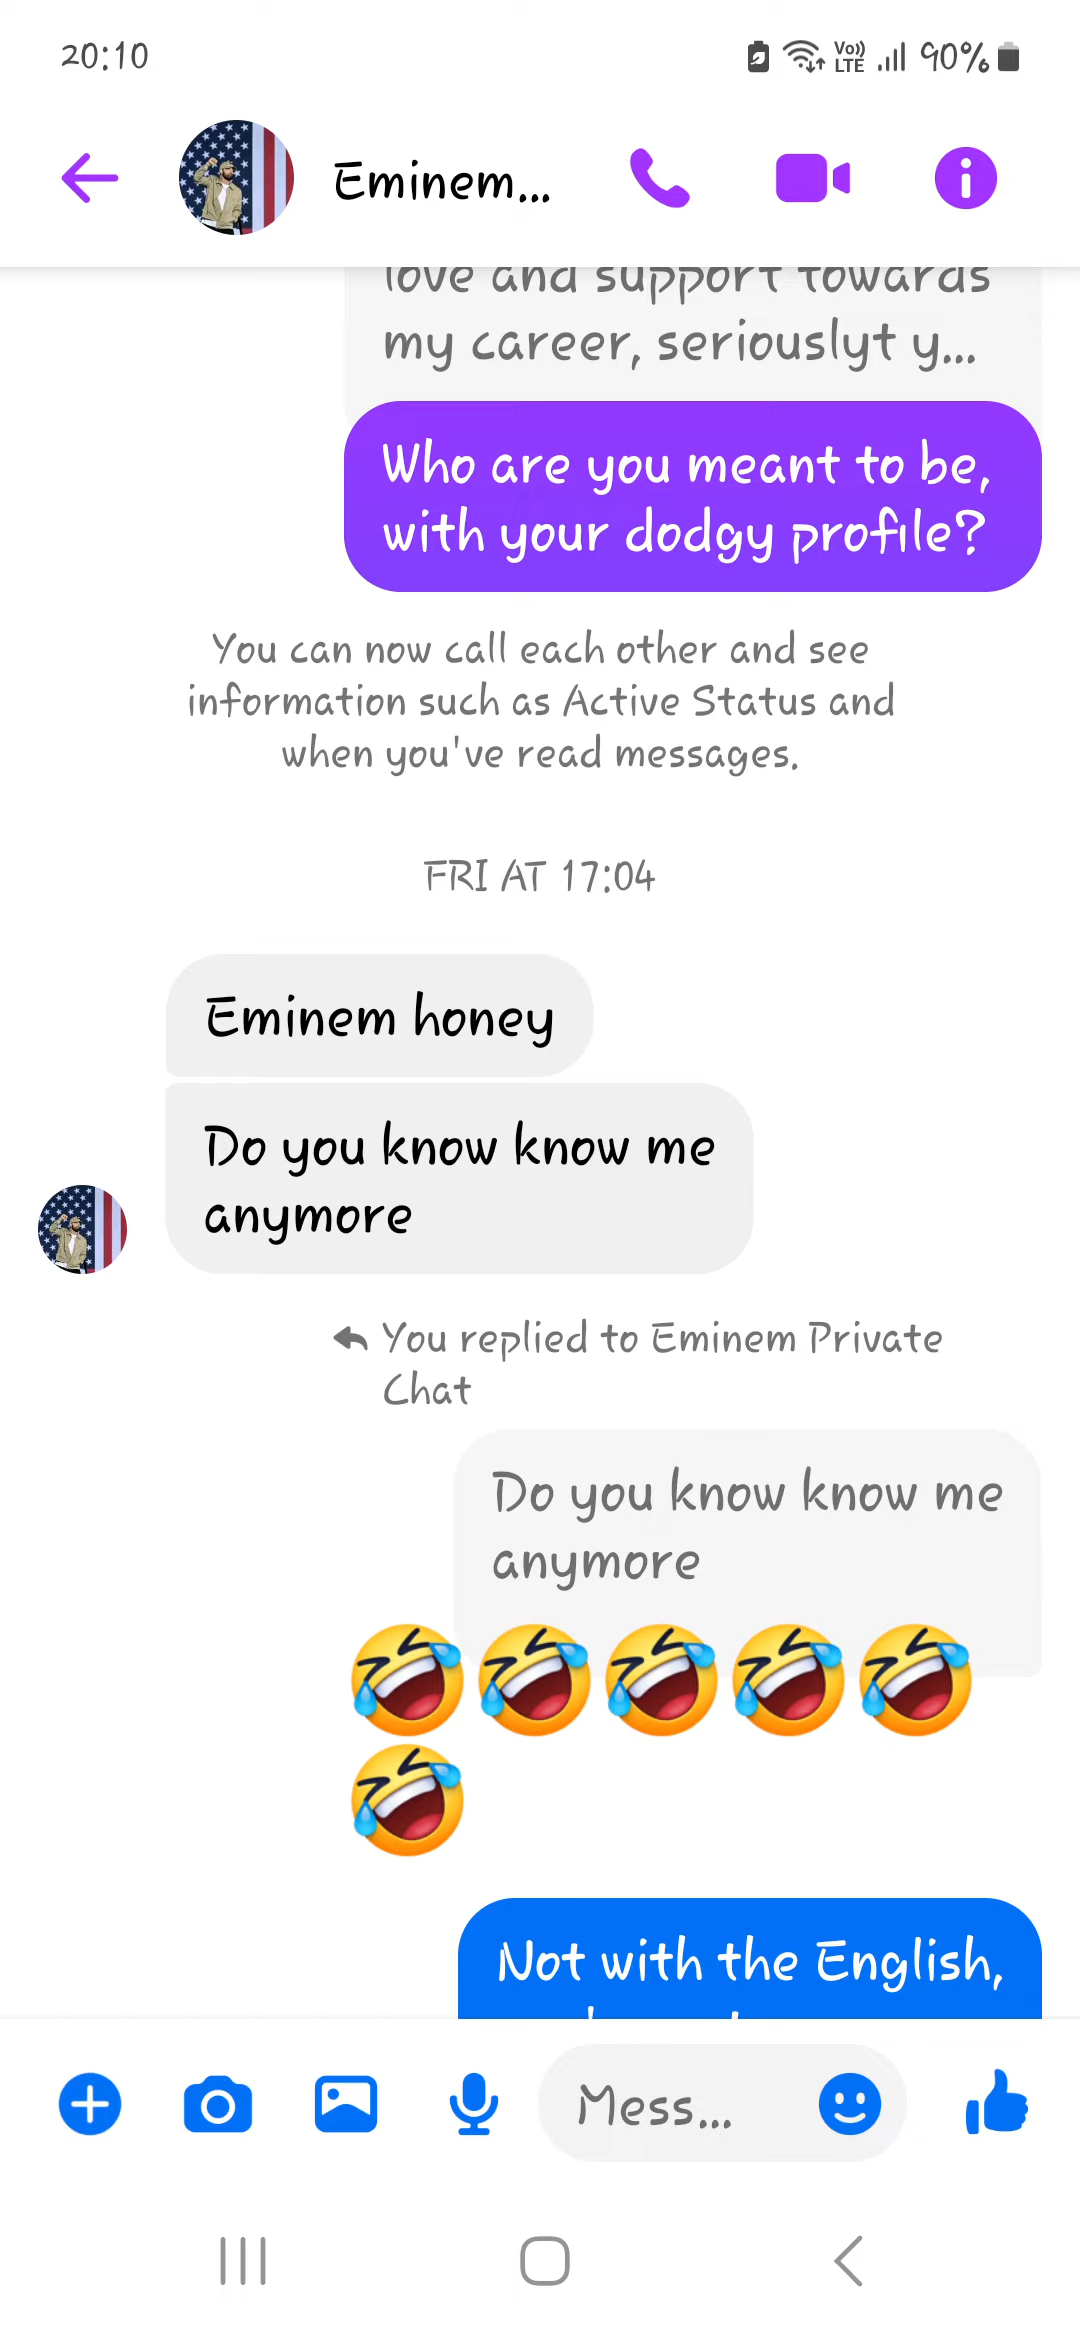 20:10
Vo)) LTE 90%
Eminem...
love and support towards
my career, seriouslyt y...
Who are you meant to be,
with your dodgy profile?
You can now call each other and see
information such as Active Status and
when you've read messages.
FRI AT 17:04
Eminem honey
Do you know know me
anymore
You replied to Eminem Private
Chat
Do you know know me
anymore
Not with the English,
Mess...